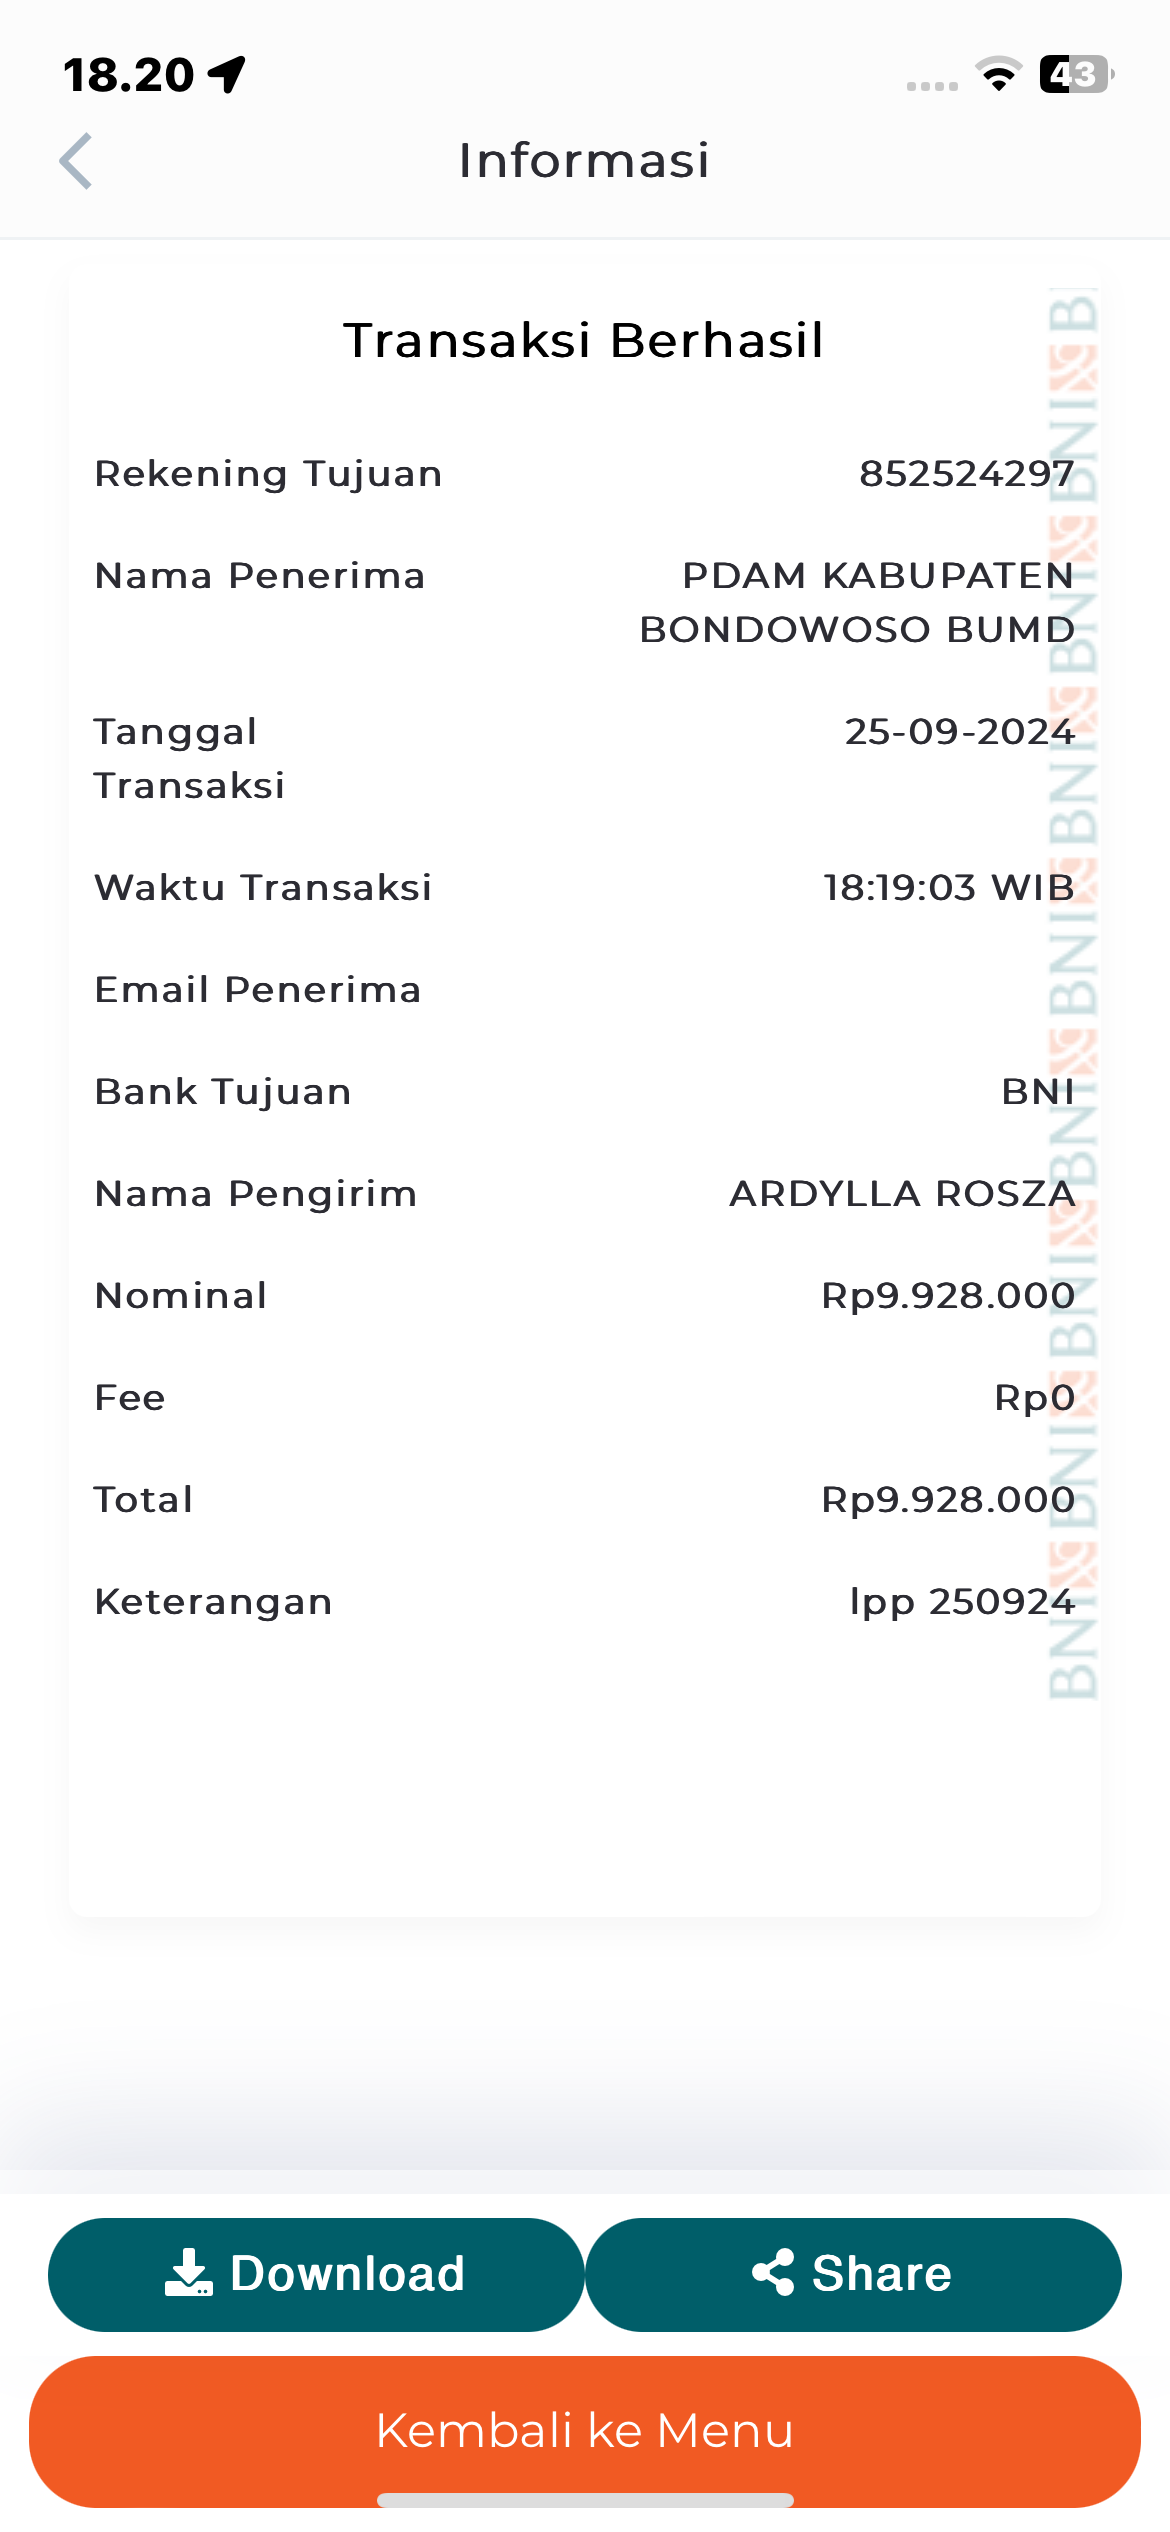 18.20
43
Informasi
Transaksi Berhasil
Rekening Tujuan 852524297
Nama Penerima PDAM KABUPATEN
BONDOWOSO BUMD
Tanggal 25-09-2024
Transaksi
Waktu Transaksi 18:19:03 WIB
Email Penerima
Bank Tujuan BNI
Nama Pengirim ARDYLLA ROSZA
Nominal Rp9.928.000
Fee Rp0
Total Rp9.928.000
Keterangan lpp 250924
BNI BNI BNI BNI BNI BNI BNI BNI B
Download
Share
Kembali ke Menu